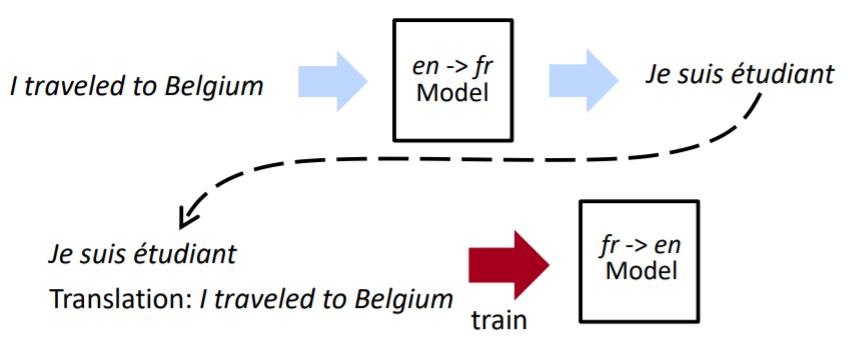 I traveled to Belgium
en -> fr
Model
Je suis étudiant
Je suis étudiant
Translation: I traveled to Belgium
train
fr -> en
Model